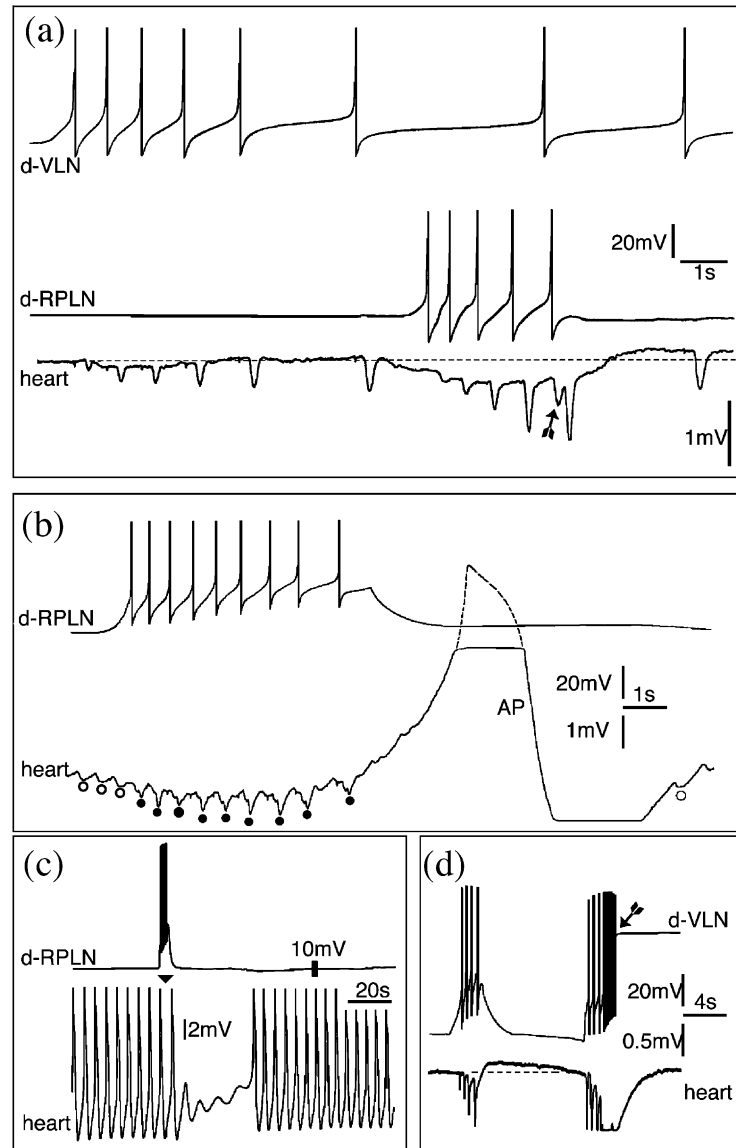 (a)
d-VLN
20mV
1s
d-RPLN
heart
1mV
(b)
d-RPLN
20mV
1s
AP
1mV
heart
(c)
d-RPLN
10mV
20s
2mV
heart
(d)
d-VLN
20mV
4s
0.5mV
heart